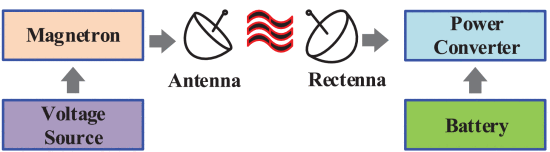 Magnetron
Antenna
Rectenna
Power
Converter
Voltage
Source
Battery